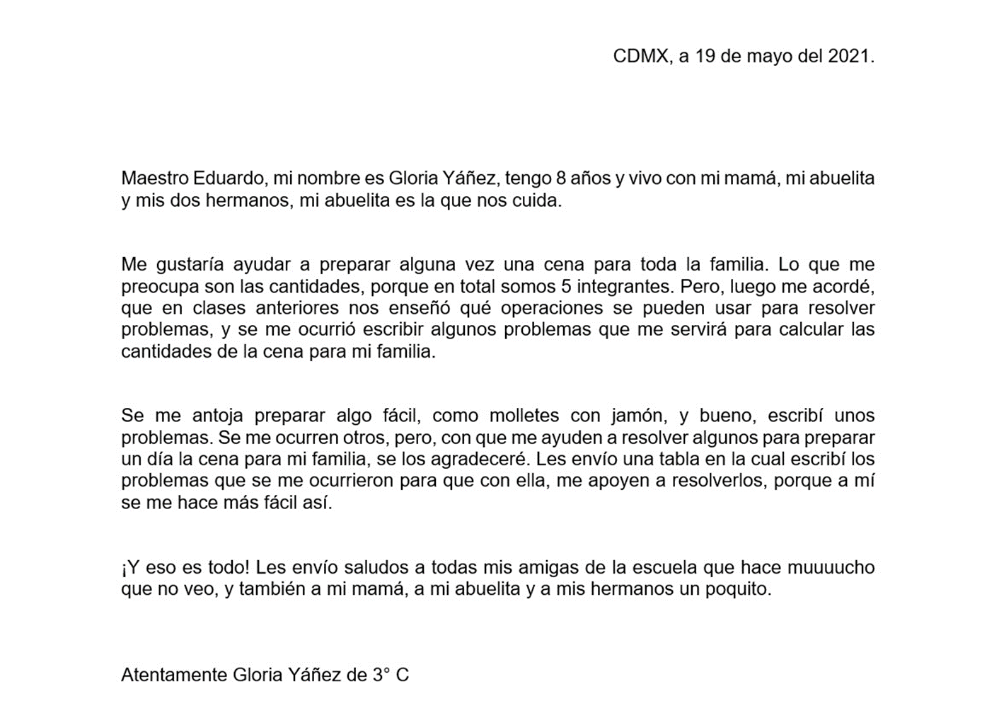 CDMX, a 19 de mayo del 2021.
Maestro Eduardo, mi nombre es Gloria Yáñez, tengo 8 años y vivo con mi mamá, mi abuelita
y mis dos hermanos, mi abuelita es la que nos cuida.
Me gustaría ayudar a preparar alguna vez una cena para toda la familia. Lo que me
preocupa son las cantidades, porque en total somos 5 integrantes. Pero, luego me acordé,
que en clases anteriores nos enseñó qué operaciones se pueden usar para resolver
problemas, y se me ocurrió escribir algunos problemas que me servirá para calcular las
cantidades de la cena para mi familia.
Se me antoja preparar algo fácil, como molletes con jamón, y bueno, escribí unos
problemas. Se me ocurren otros, pero, con que me ayuden a resolver algunos para preparar
un día la cena para mi familia, se los agradeceré. Les envío una tabla en la cual escribí los
problemas que se me ocurrieron para que con ella, me apoyen a resolverlos, porque a mí
se me hace más fácil así.
¡Y eso es todo! Les envío saludos a todas mis amigas de la escuela que hace muuuucho
que no veo, y también a mi mamá, a mi abuelita y a mis hermanos un poquito.
Atentamente Gloria Yáñez de 3° C